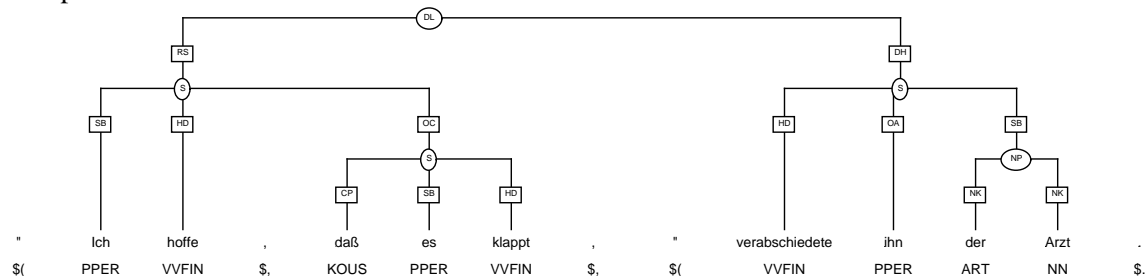 DL
RS DH
S S
SB HD OC HD OA SB
S NP
CP SB HD NK NK
" Ich hoffe , daß es klappt , " verabschiedete ihn der Arzt .
$( PPER VVFIN $, KOUS PPER VVFIN $, $( VVFIN PPER ART NN $.